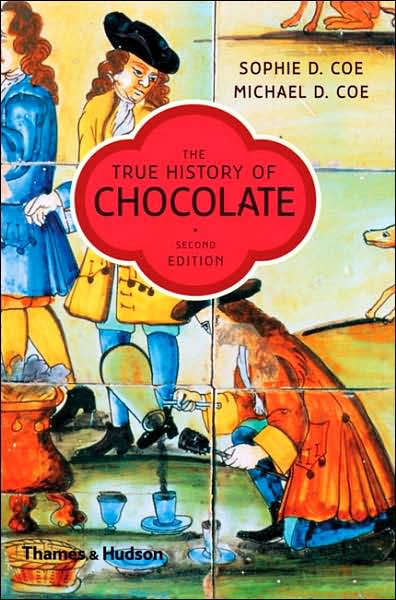 SOPHIE D. COE
MICHAEL D. COE
THE
TRUE HISTORY OF
CHOCOLATE
SECOND
EDITION
Thames & Hudson